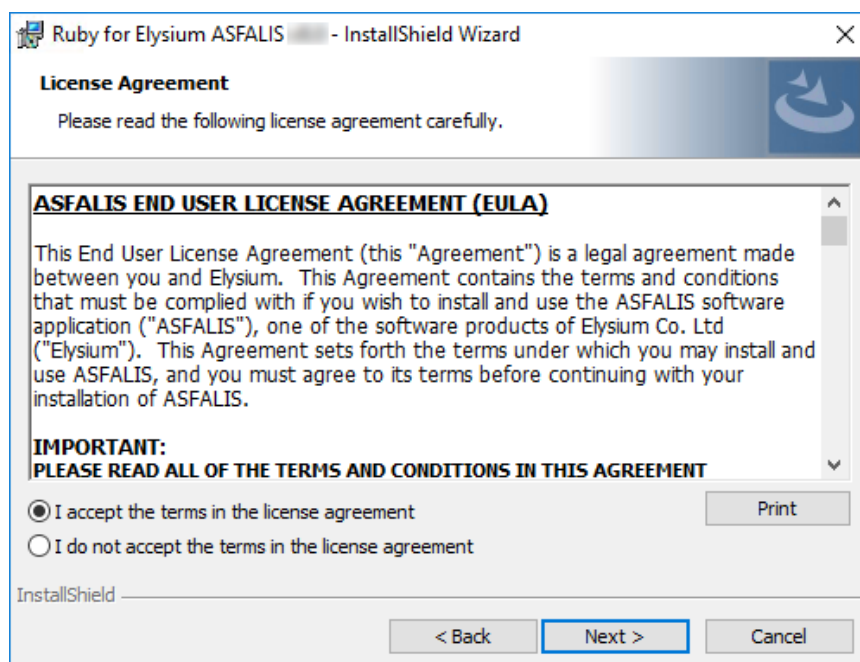 Ruby for Elysium ASFALIS - InstallShield Wizard
License Agreement
Please read the following license agreement carefully.
ASFALIS END USER LICENSE AGREEMENT (EULA)
This End User License Agreement (this "Agreement") is a legal agreement made
between you and Elysium.  This Agreement contains the terms and conditions
that must be complied with if you wish to install and use the ASFALIS software
application ("ASFALIS"), one of the software products of Elysium Co. Ltd
("Elysium").  This Agreement sets forth the terms under which you may install and
use ASFALIS, and you must agree to its terms before continuing with your
installation of ASFALIS.
IMPORTANT:
PLEASE READ ALL OF THE TERMS AND CONDITIONS IN THIS AGREEMENT
I accept the terms in the license agreement
Print
I do not accept the terms in the license agreement
InstallShield
< Back
Next >
Cancel